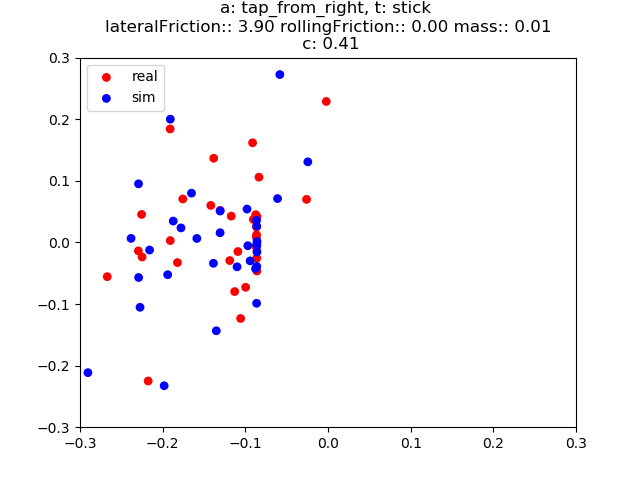 a: tap_from_right, t: stick
lateralFriction:: 3.90 rollingFriction:: 0.00 mass:: 0.01
c: 0.41
real
sim
0.3
0.2
0.1
0.0
−0.1
−0.2
−0.3
−0.3
−0.2
−0.1
0.0
0.1
0.2
0.3